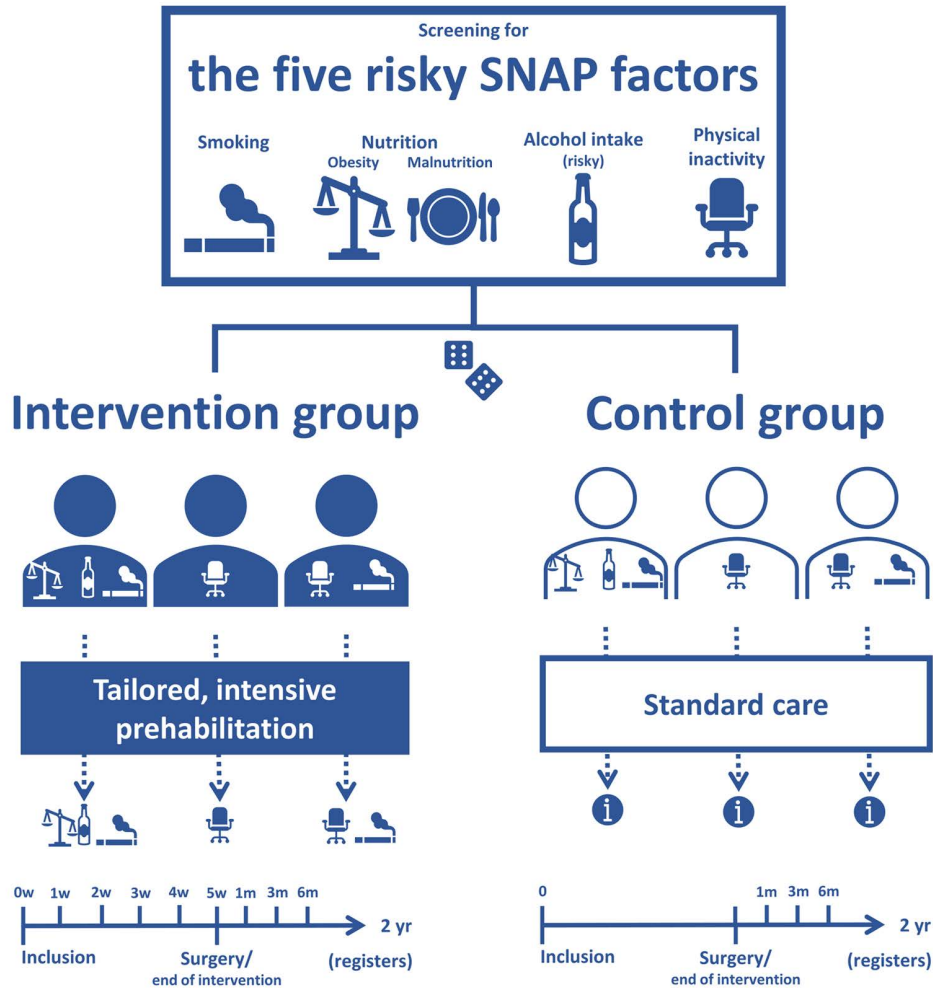 Screening for
the five risky SNAP factors
Smoking
Nutrition
Obesity
Malnutrition
Alcohol intake
(risky)
Physical
inactivity
Intervention group
Control group
Tailored, intensive
prehabilitation
Standard care
i i i
0w 1w 2w 3w 4w 5w 1m 3m 6m
2 yr
Inclusion
Surgery/
end of intervention
(registers)
0 1m 3m 6m
2 yr
Inclusion
Surgery/
end of intervention
(registers)